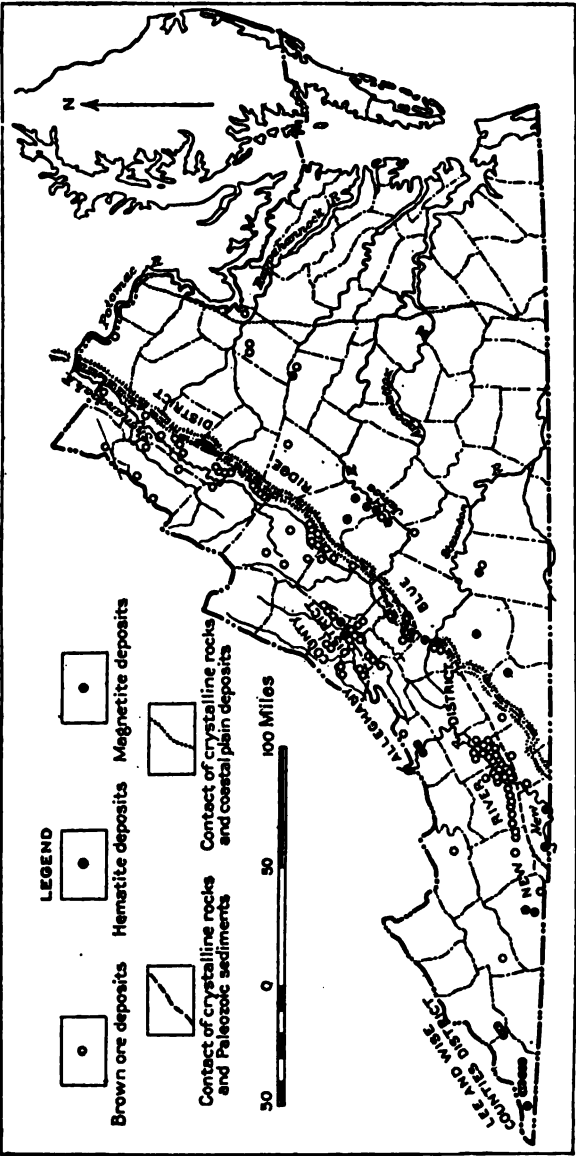 LEGEND
Brown ore deposits
Hematite deposits
Magnetite deposits
Contact of crystalline rocks
and Paleozoic sediments
Contact of crystalline rocks
and coastal plain deposits
50 0 50 100 Miles
N
Potomac
R.
Rappahannock R.
James
R.
BLUE RIDGE DISTRICT
ALLEGHANY COUNTY DISTRICT
NEW RIVER DISTRICT
New
LEE AND WISE
COUNTIES DISTRICT